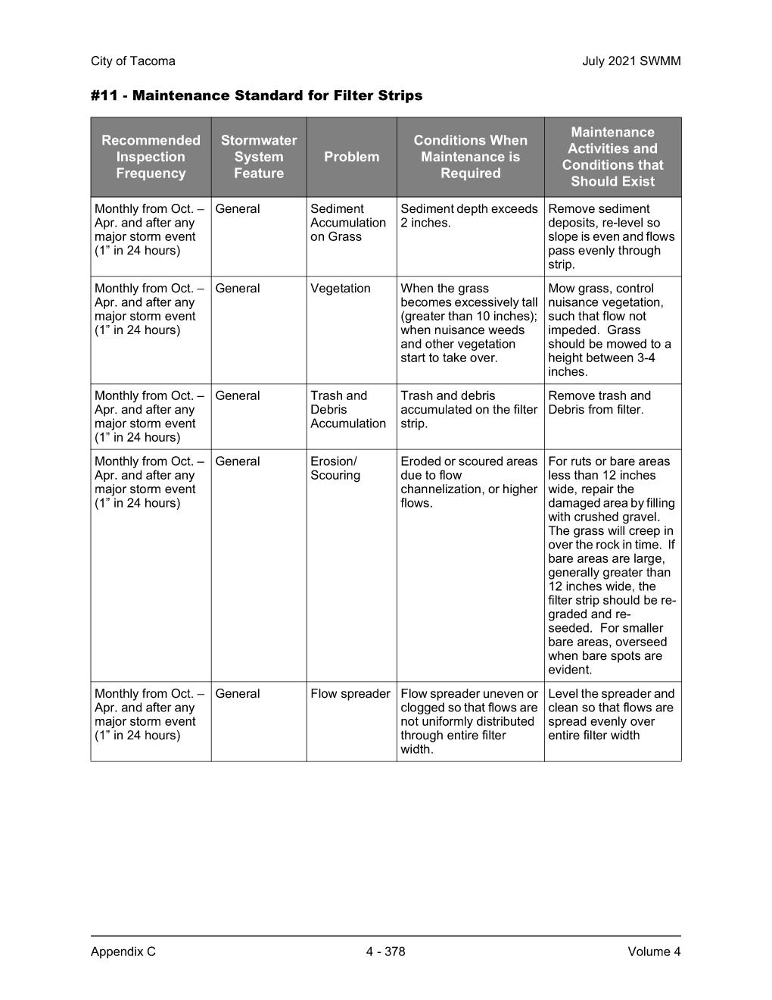 City of Tacoma
July 2021 SWMM
#11 - Maintenance Standard for Filter Strips
Recommended
Inspection
Frequency
Stormwater
System
Feature
Problem
Conditions When
Maintenance is
Required
Maintenance
Activities and
Conditions that
Should Exist
Monthly from Oct. –
Apr. and after any
major storm event
(1” in 24 hours)
General
Sediment
Accumulation
on Grass
Sediment depth exceeds
2 inches.
Remove sediment
deposits, re-level so
slope is even and flows
pass evenly through
strip.
Monthly from Oct. –
Apr. and after any
major storm event
(1” in 24 hours)
General
Vegetation
When the grass
becomes excessively tall
(greater than 10 inches);
when nuisance weeds
and other vegetation
start to take over.
Mow grass, control
nuisance vegetation,
such that flow not
impeded.  Grass
should be mowed to a
height between 3-4
inches.
Monthly from Oct. –
Apr. and after any
major storm event
(1” in 24 hours)
General
Trash and
Debris
Accumulation
Trash and debris
accumulated on the filter
strip.
Remove trash and
Debris from filter.
Monthly from Oct. –
Apr. and after any
major storm event
(1” in 24 hours)
General
Erosion/
Scouring
Eroded or scoured areas
due to flow
channelization, or higher
flows.
For ruts or bare areas
less than 12 inches
wide, repair the
damaged area by filling
with crushed gravel.
The grass will creep in
over the rock in time.  If
bare areas are large,
generally greater than
12 inches wide, the
filter strip should be re-
graded and re-
seeded.  For smaller
bare areas, overseed
when bare spots are
evident.
Monthly from Oct. –
Apr. and after any
major storm event
(1” in 24 hours)
General
Flow spreader
Flow spreader uneven or
clogged so that flows are
not uniformly distributed
through entire filter
width.
Level the spreader and
clean so that flows are
spread evenly over
entire filter width
Appendix C
4 - 378
Volume 4